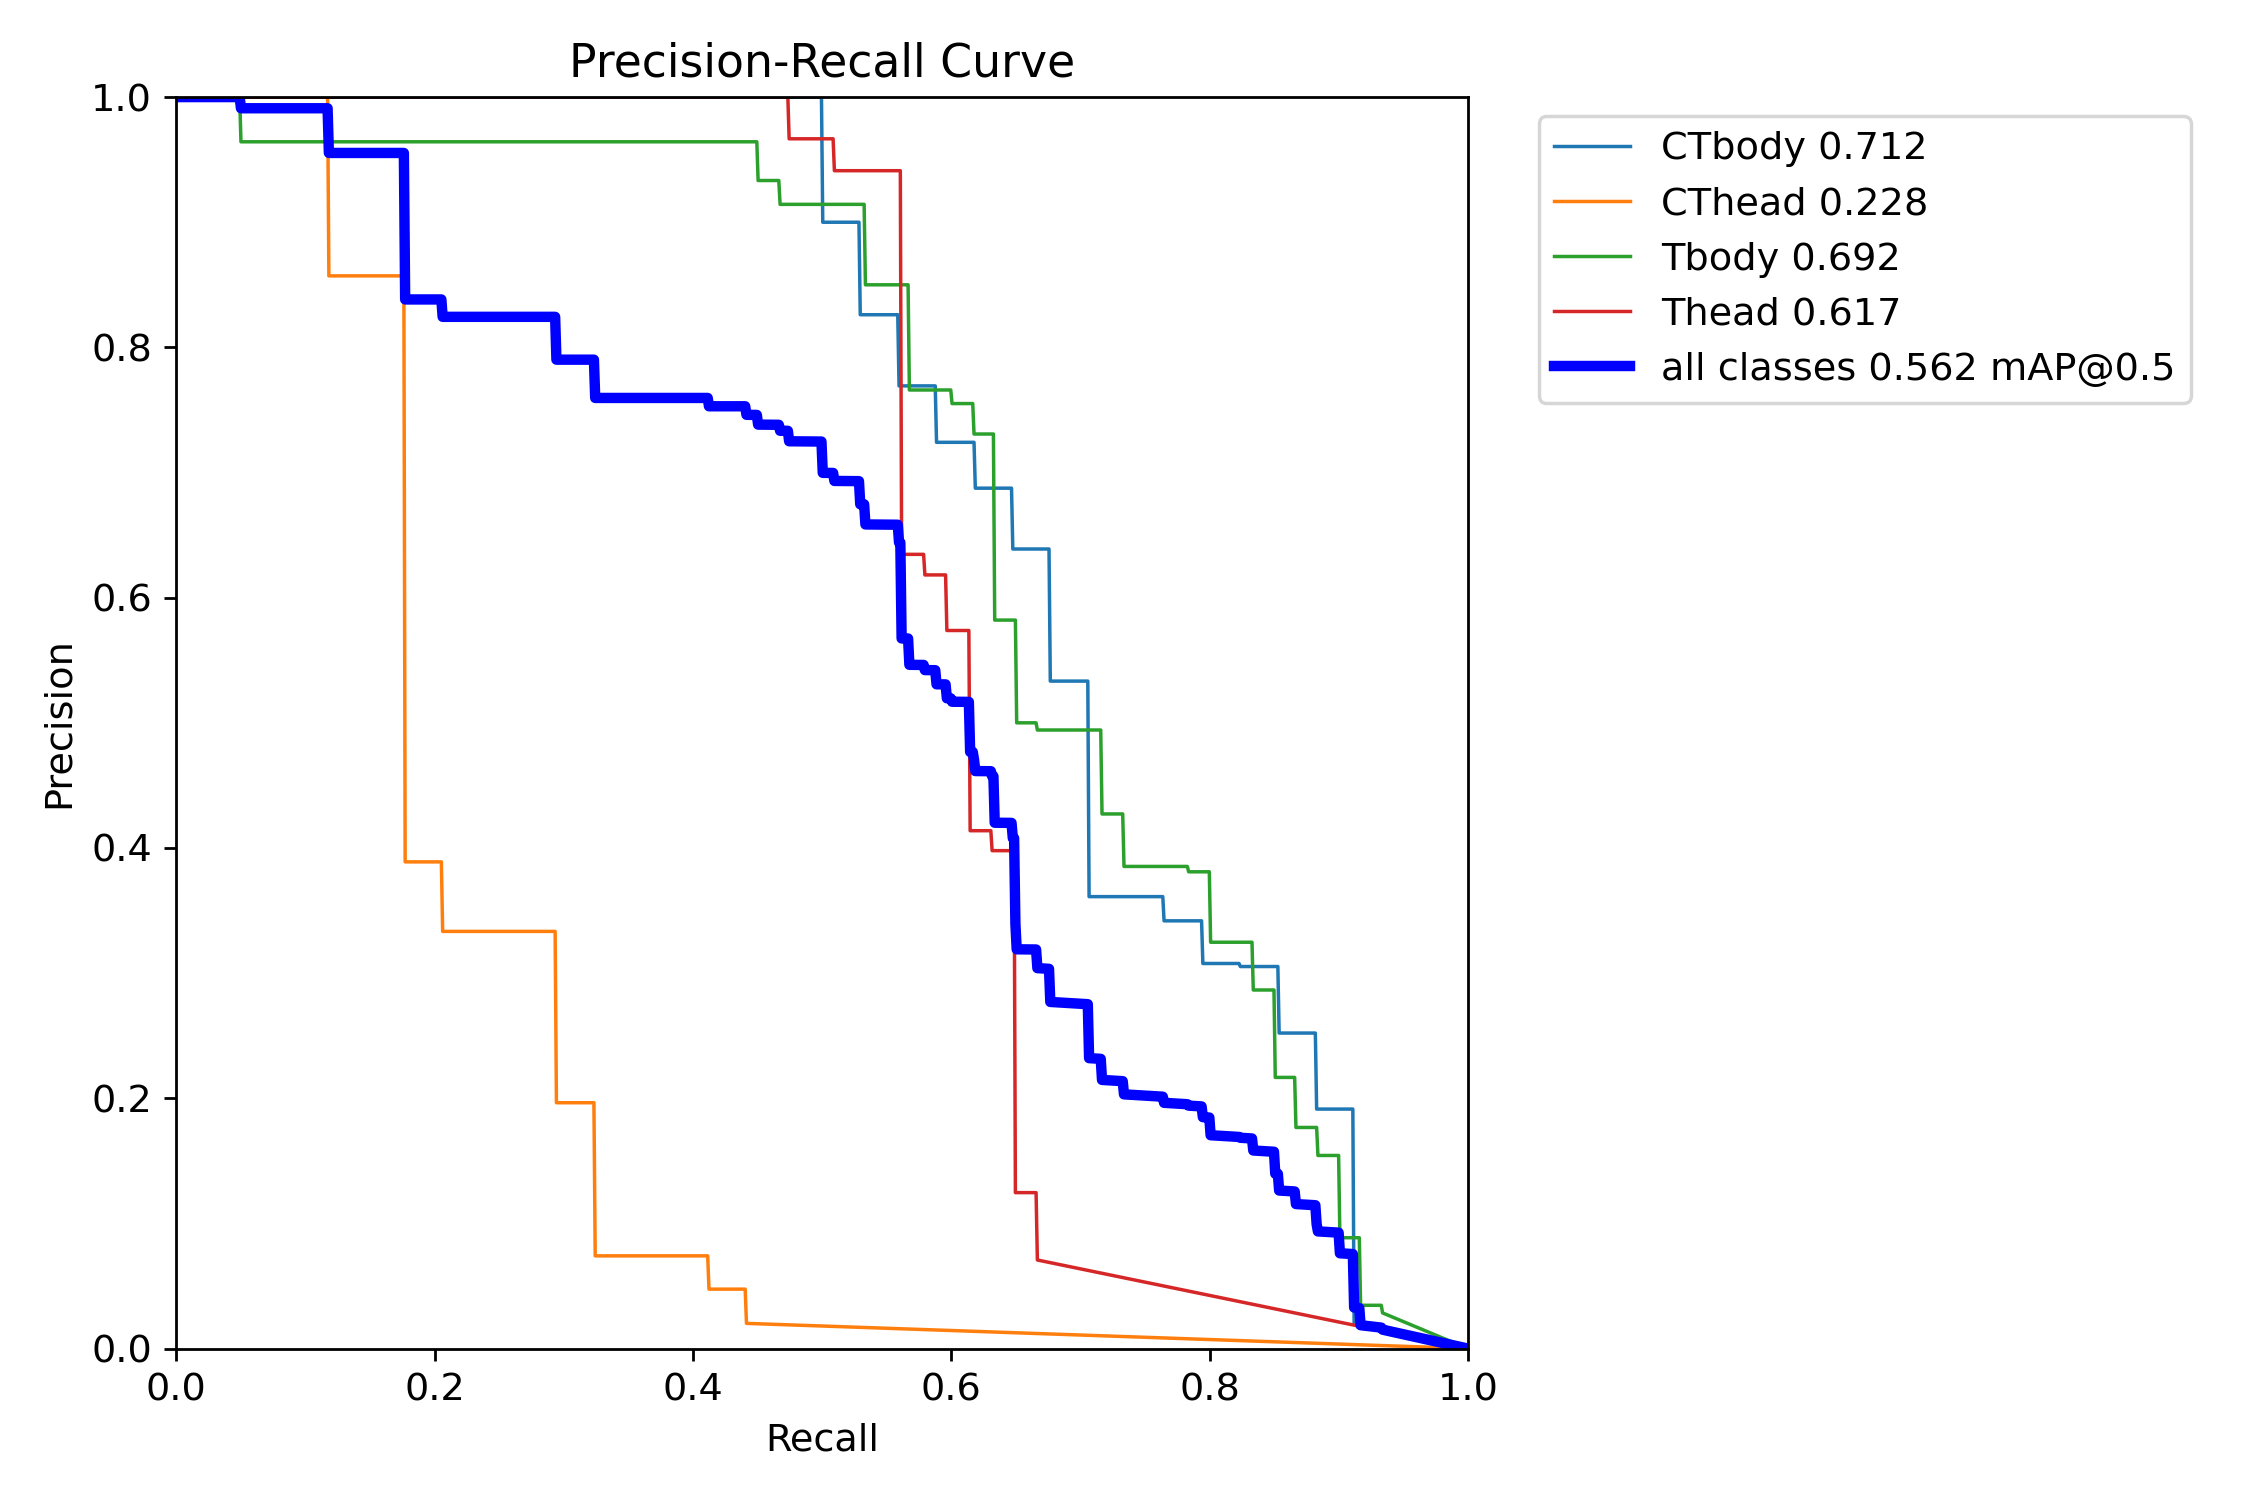 Precision-Recall Curve
1.0
0.8
0.6
0.4
0.2
0.0
Precision
0.0 0.2 0.4 0.6 0.8 1.0
Recall
CTbody 0.712
CThead 0.228
Tbody 0.692
Thead 0.617
all classes 0.562 mAP@0.5